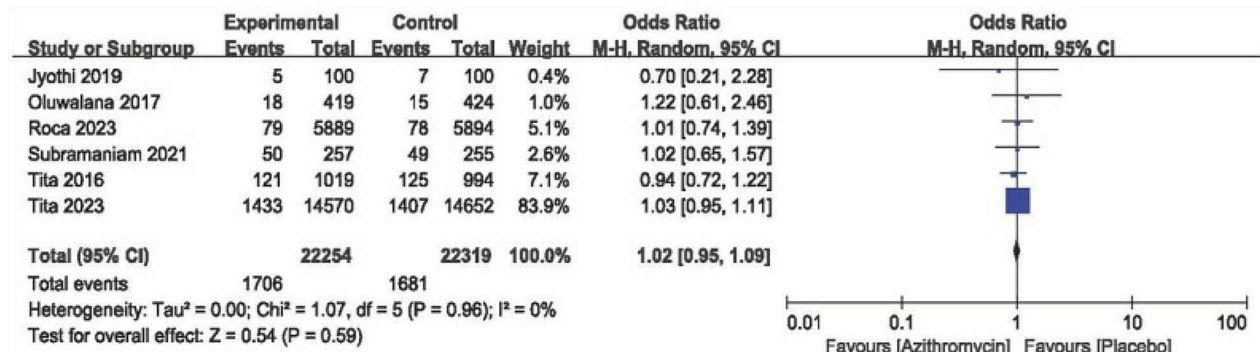 Experimental Control Odds Ratio Odds Ratio
Study or Subgroup Events Total Events Total Weight M-H, Random, 95% CI M-H, Random, 95% CI
Jyothi 2019 5 100 7 100 0.4% 0.70 [0.21, 2.28]
Oluwalana 2017 18 419 15 424 1.0% 1.22 [0.61, 2.46]
Roca 2023 79 5889 78 5894 5.1% 1.01 [0.74, 1.39]
Subramaniam 2021 50 257 49 255 2.6% 1.02 [0.65, 1.57]
Tita 2016 121 1019 125 994 7.1% 0.94 [0.72, 1.22]
Tita 2023 1433 14570 1407 14652 83.9% 1.03 [0.95, 1.11]
Total (95% CI) 22254 22319 100.0% 1.02 [0.95, 1.09]
Total events 1706 1681
Heterogeneity: Tau² = 0.00; Chi² = 1.07, df = 5 (P = 0.96); I² = 0%
Test for overall effect: Z = 0.54 (P = 0.59)
0.01 0.1 1 10 100
Favours [Azithromycin] Favours [Placebo]